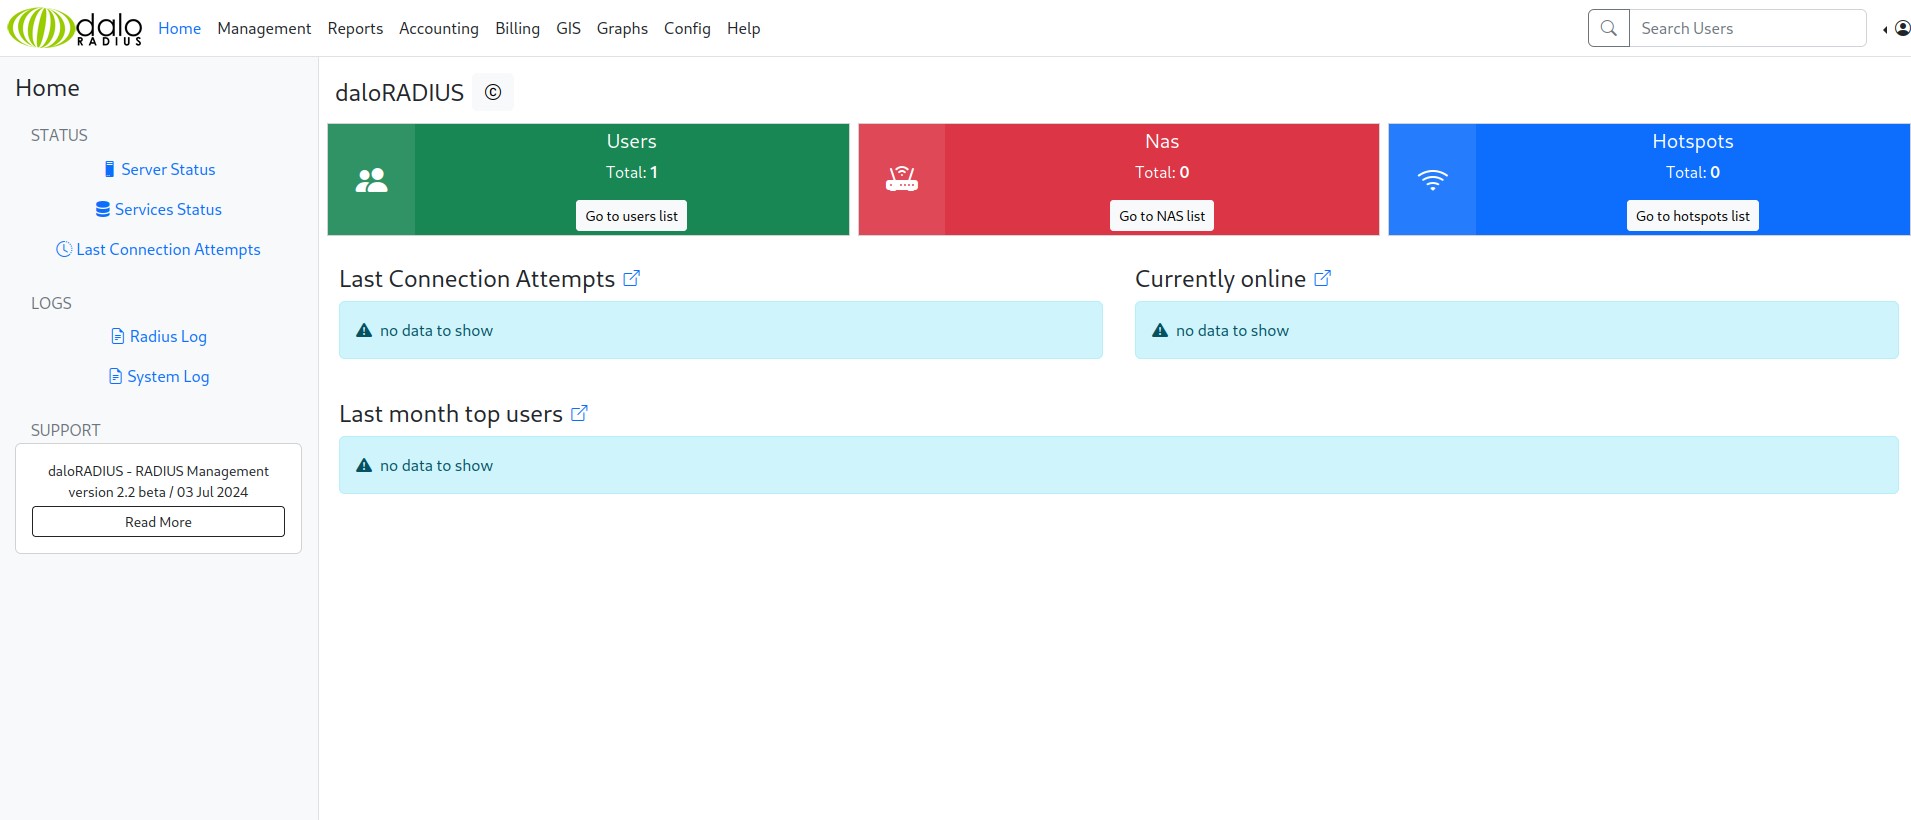 dalo
RADIUS
Home Management Reports Accounting Billing GIS Graphs Config Help
Search Users
Home
STATUS
Server Status
Services Status
Last Connection Attempts
LOGS
Radius Log
System Log
SUPPORT
daloRADIUS - RADIUS Management
version 2.2 beta / 03 Jul 2024
Read More
daloRADIUS ©
Users
Total: 1
Go to users list
Nas
Total: 0
Go to NAS list
Hotspots
Total: 0
Go to hotspots list
Last Connection Attempts
no data to show
Currently online
no data to show
Last month top users
no data to show